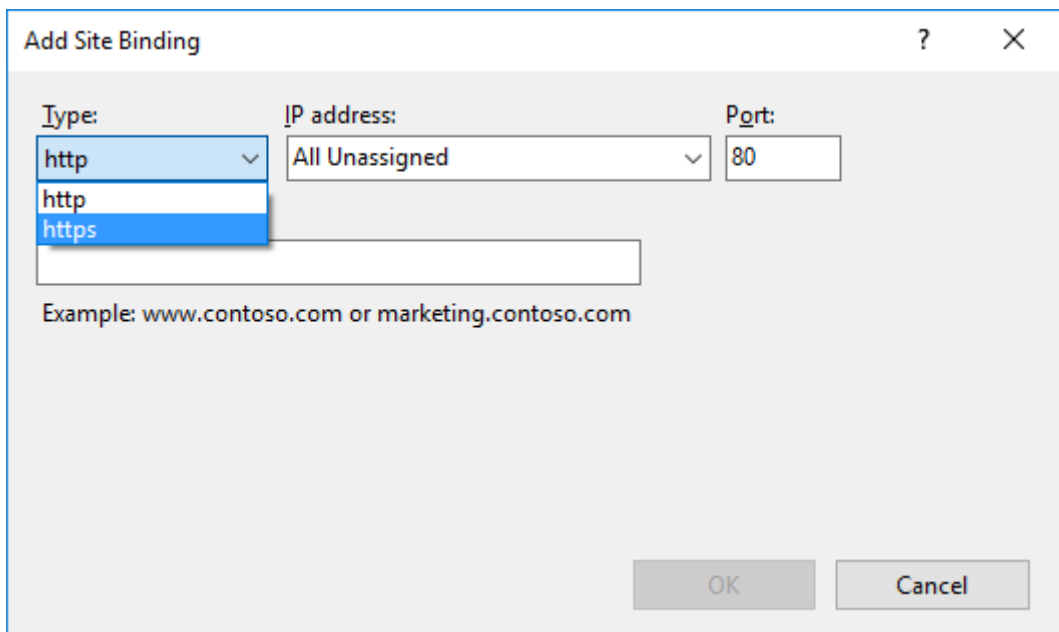 Add Site Binding ?
Type: IP address: Port:
http All Unassigned 80
http
https
Example: www.contoso.com or marketing.contoso.com
OK Cancel